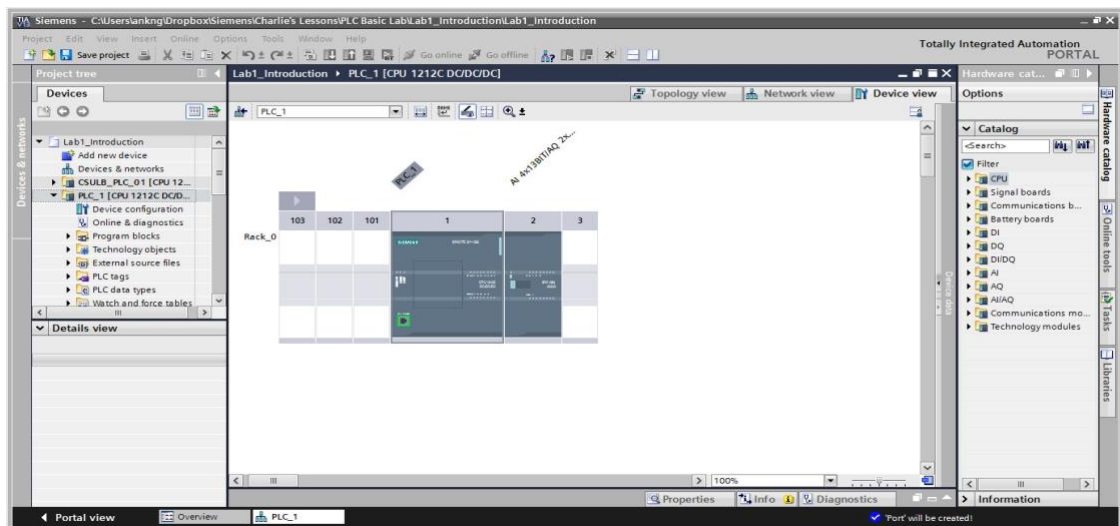 Siemens - C:\Users\ankng\Dropbox\Siemens\Charlie's Lessons\PLC Basic Lab\Lab1_Introduction\Lab1_Introduction
Project Edit View Insert Online Options Tools Window Help
Save project
Go online
Go offline
Totally Integrated Automation
PORTAL
Project tree
Devices
Devices & networks
Lab1_Introduction
Add new device
Devices & networks
CSULB_PLC_01 [CPU 12...
PLC_1 [CPU 1212C DC/D...
Device configuration
Online & diagnostics
Program blocks
Technology objects
External source files
PLC tags
PLC data types
Watch and force tables
Details view
Lab1_Introduction PLC_1 [CPU 1212C DC/DC/DC]
Topology view
Network view
Device view
PLC_1
PLC_1
AI 4x13BIT/AQ 2x...
103 102 101 1 2 3
Rack_0
SIEMENS
100%
Device data
Properties
Info
Diagnostics
Hardware cat...
Options
Catalog
<Search>
Filter
CPU
Signal boards
Communications b...
Battery boards
DI
DQ
DI/DQ
AI
AQ
AI/AQ
Communications mo...
Technology modules
Information
Hardware catalog
Online tools
Tasks
Libraries
Portal view
Overview
PLC_1
'Port' will be created!